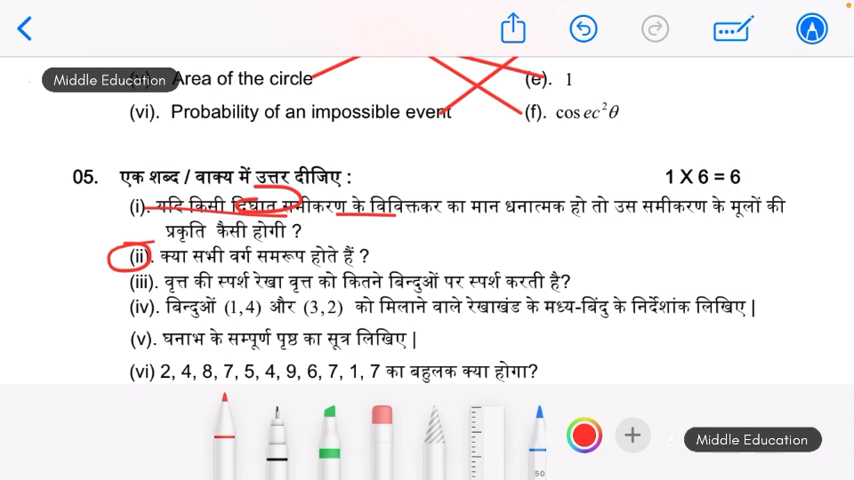 (v). Area of the circle (e). 1
Middle Education
(vi). Probability of an impossible event (f). cos ec²θ
05. एक शब्द / वाक्य में उत्तर दीजिए : 1 X 6 = 6
(i). यदि किसी द्विघात समीकरण के विविक्तकर का मान धनात्मक हो तो उस समीकरण के मूलों की
प्रकृति कैसी होगी ?
(ii). क्या सभी वर्ग समरूप होते हैं ?
(iii). वृत्त की स्पर्श रेखा वृत्त को कितने बिन्दुओं पर स्पर्श करती है?
(iv). बिन्दुओं (1,4) और (3,2) को मिलाने वाले रेखाखंड के मध्य-बिंदु के निर्देशांक लिखिए |
(v). घनाभ के सम्पूर्ण पृष्ठ का सूत्र लिखिए |
(vi) 2, 4, 8, 7, 5, 4, 9, 6, 7, 1, 7 का बहुलक क्या होगा?
50
Middle Education